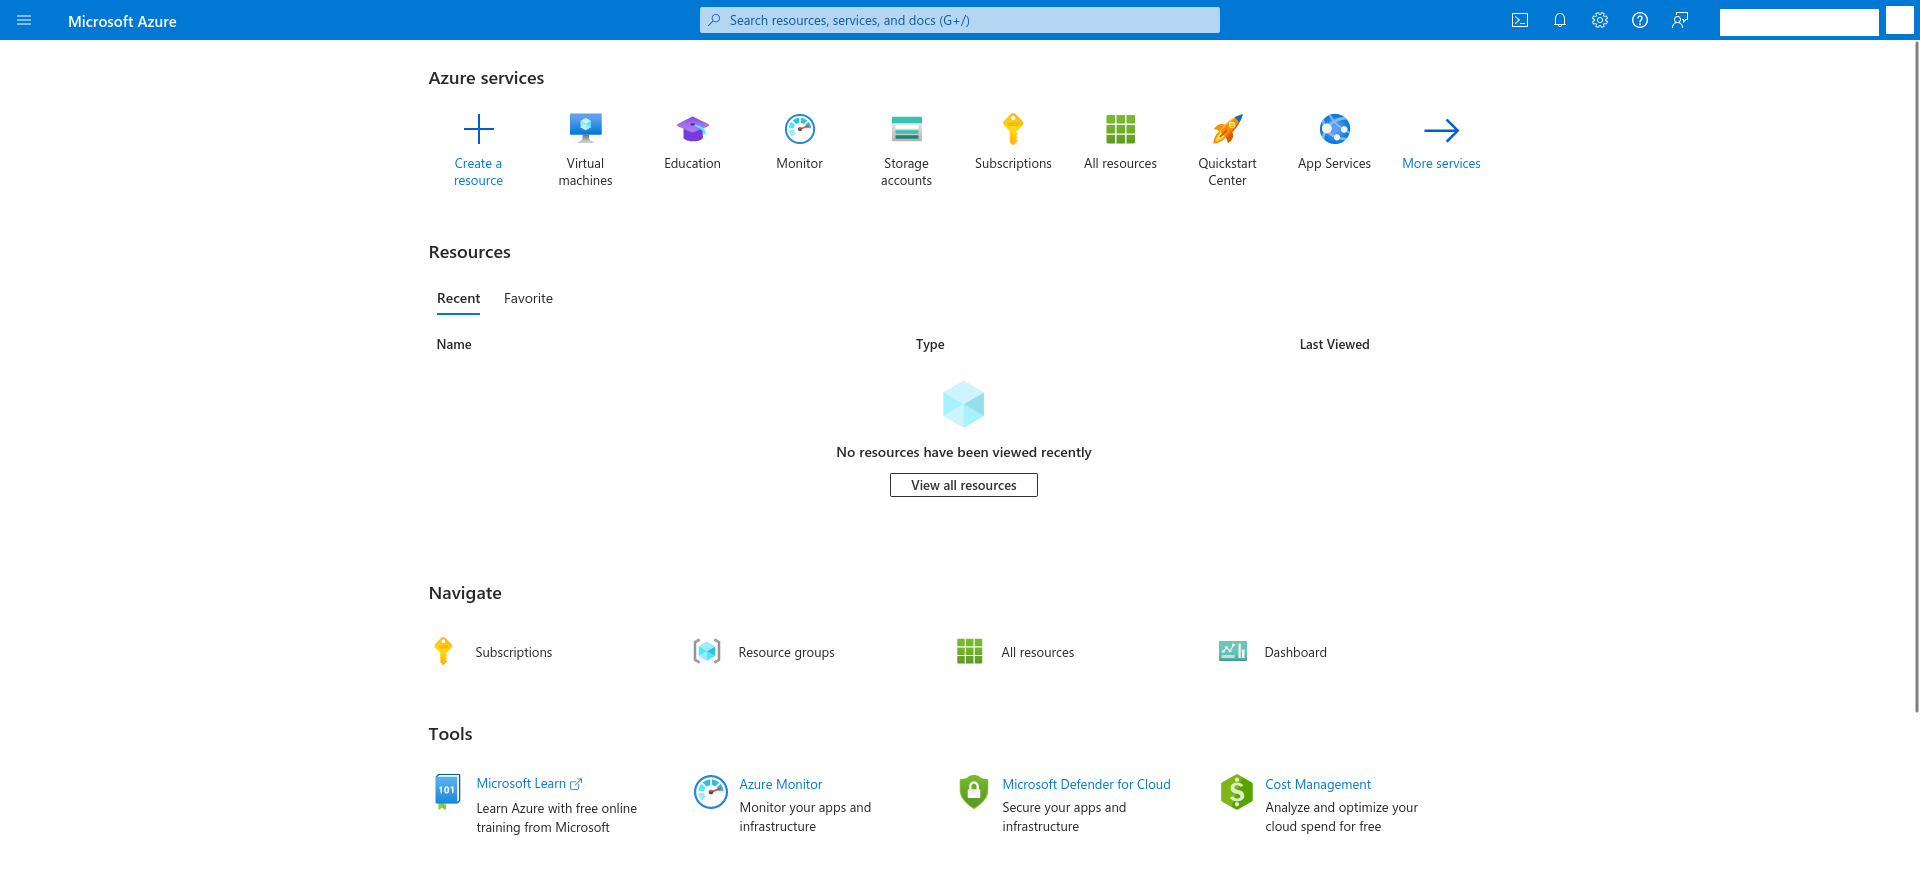 Microsoft Azure
Search resources, services, and docs (G+/)
Azure services
Create a
resource
Virtual
machines
Education
Monitor
Storage
accounts
Subscriptions
All resources
Quickstart
Center
App Services
More services
Resources
Recent
Favorite
Name
Type
Last Viewed
No resources have been viewed recently
View all resources
Navigate
Subscriptions
Resource groups
All resources
Dashboard
Tools
101
Microsoft Learn
Learn Azure with free online
training from Microsoft
Azure Monitor
Monitor your apps and
infrastructure
Microsoft Defender for Cloud
Secure your apps and
infrastructure
Cost Management
Analyze and optimize your
cloud spend for free